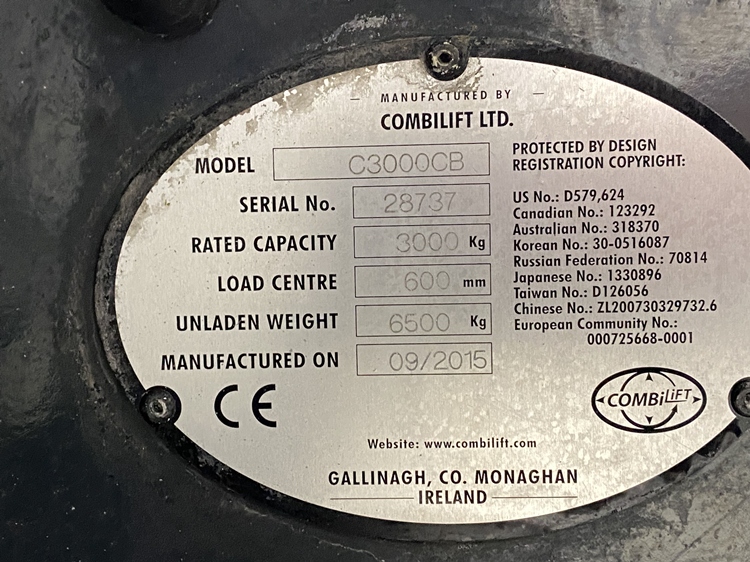 MANUFACTURED BY
COMBILIFT LTD.
MODEL C3000CB
SERIAL No. 28737
RATED CAPACITY 3000 Kg
LOAD CENTRE 600 mm
UNLADEN WEIGHT 6500 Kg
MANUFACTURED ON 09/2015
CE
PROTECTED BY DESIGN
REGISTRATION COPYRIGHT:
US No.: D579,624
Canadian No.: 123292
Australian No.: 318370
Korean No.: 30-0516087
Russian Federation No.: 70814
Japanese No.: 1330896
Taiwan No.: D126056
Chinese No.: ZL200730329732.6
European Community No.:
000725668-0001
COMBiLiFT
Website: www.combilift.com
GALLINAGH, CO. MONAGHAN
IRELAND